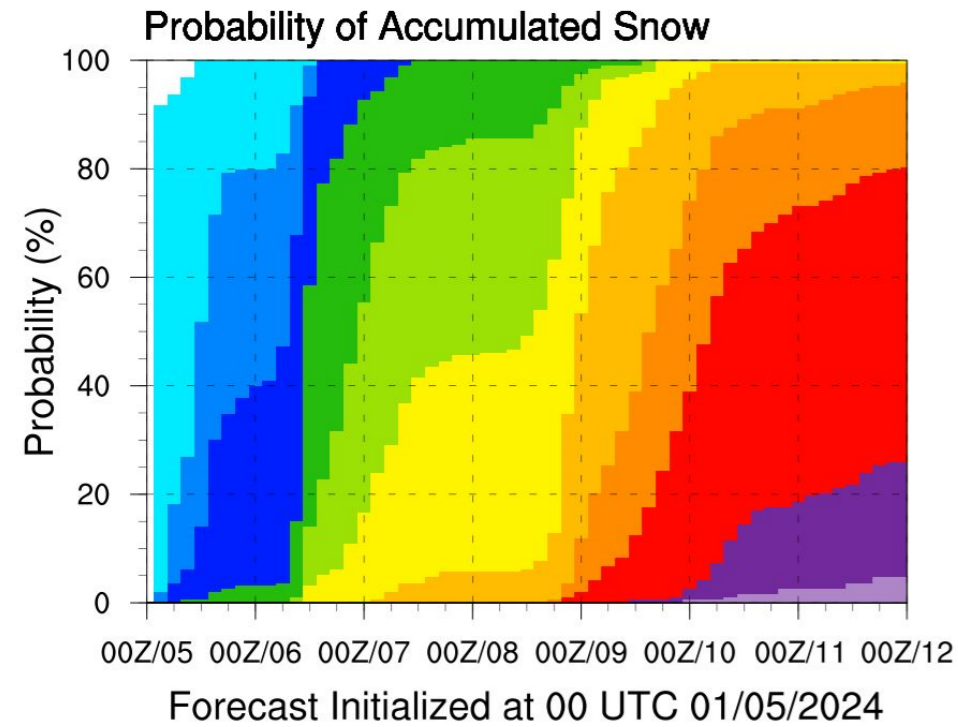 Probability of Accumulated Snow
100
80
60
40
20
0
Probability (%)
00Z/05 00Z/06 00Z/07 00Z/08 00Z/09 00Z/10 00Z/11 00Z/12
Forecast Initialized at 00 UTC 01/05/2024